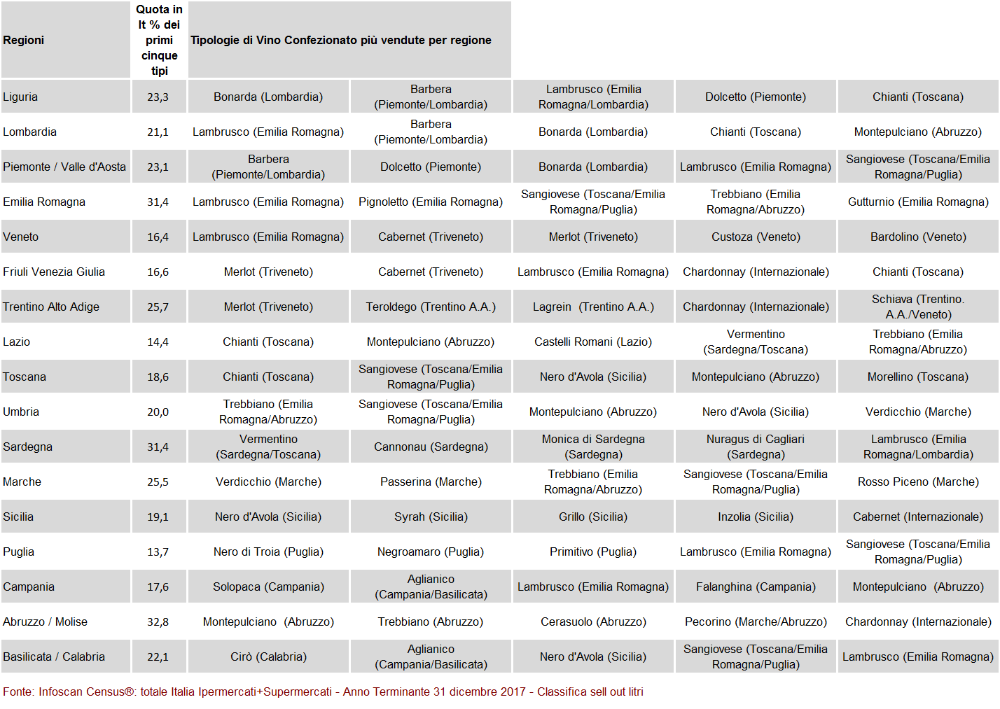 Regioni
Quota in
lt % dei
primi
cinque
tipi
Tipologie di Vino Confezionato più vendute per regione
Liguria
23,3
Bonarda (Lombardia)
Barbera
(Piemonte/Lombardia)
Lambrusco (Emilia
Romagna/Lombardia)
Dolcetto (Piemonte)
Chianti (Toscana)
Lombardia
21,1
Lambrusco (Emilia Romagna)
Barbera
(Piemonte/Lombardia)
Bonarda (Lombardia)
Chianti (Toscana)
Montepulciano (Abruzzo)
Piemonte / Valle d'Aosta
23,1
Barbera
(Piemonte/Lombardia)
Dolcetto (Piemonte)
Bonarda (Lombardia)
Lambrusco (Emilia Romagna)
Sangiovese (Toscana/Emilia
Romagna/Puglia)
Emilia Romagna
31,4
Lambrusco (Emilia Romagna)
Pignoletto (Emilia Romagna)
Sangiovese (Toscana/Emilia
Romagna/Puglia)
Trebbiano (Emilia
Romagna/Abruzzo)
Gutturnio (Emilia Romagna)
Veneto
16,4
Lambrusco (Emilia Romagna)
Cabernet (Triveneto)
Merlot (Triveneto)
Custoza (Veneto)
Bardolino (Veneto)
Friuli Venezia Giulia
16,6
Merlot (Triveneto)
Cabernet (Triveneto)
Lambrusco (Emilia Romagna)
Chardonnay (Internazionale)
Chianti (Toscana)
Trentino Alto Adige
25,7
Merlot (Triveneto)
Teroldego (Trentino A.A.)
Lagrein  (Trentino A.A.)
Chardonnay (Internazionale)
Schiava (Trentino.
A.A./Veneto)
Lazio
14,4
Chianti (Toscana)
Montepulciano (Abruzzo)
Castelli Romani (Lazio)
Vermentino
(Sardegna/Toscana)
Trebbiano (Emilia
Romagna/Abruzzo)
Toscana
18,6
Chianti (Toscana)
Sangiovese (Toscana/Emilia
Romagna/Puglia)
Nero d'Avola (Sicilia)
Montepulciano (Abruzzo)
Morellino (Toscana)
Umbria
20,0
Trebbiano (Emilia
Romagna/Abruzzo)
Sangiovese (Toscana/Emilia
Romagna/Puglia)
Montepulciano (Abruzzo)
Nero d'Avola (Sicilia)
Verdicchio (Marche)
Sardegna
31,4
Vermentino
(Sardegna/Toscana)
Cannonau (Sardegna)
Monica di Sardegna
(Sardegna)
Nuragus di Cagliari
(Sardegna)
Lambrusco (Emilia
Romagna/Lombardia)
Marche
25,5
Verdicchio (Marche)
Passerina (Marche)
Trebbiano (Emilia
Romagna/Abruzzo)
Sangiovese (Toscana/Emilia
Romagna/Puglia)
Rosso Piceno (Marche)
Sicilia
19,1
Nero d'Avola (Sicilia)
Syrah (Sicilia)
Grillo (Sicilia)
Inzolia (Sicilia)
Cabernet (Internazionale)
Puglia
13,7
Nero di Troia (Puglia)
Negroamaro (Puglia)
Primitivo (Puglia)
Lambrusco (Emilia Romagna)
Sangiovese (Toscana/Emilia
Romagna/Puglia)
Campania
17,6
Solopaca (Campania)
Aglianico
(Campania/Basilicata)
Lambrusco (Emilia Romagna)
Falanghina (Campania)
Montepulciano  (Abruzzo)
Abruzzo / Molise
32,8
Montepulciano  (Abruzzo)
Trebbiano (Abruzzo)
Cerasuolo (Abruzzo)
Pecorino (Marche/Abruzzo)
Chardonnay (Internazionale)
Basilicata / Calabria
22,1
Cirò (Calabria)
Aglianico
(Campania/Basilicata)
Nero d'Avola (Sicilia)
Sangiovese (Toscana/Emilia
Romagna/Puglia)
Lambrusco (Emilia Romagna)
Fonte: Infoscan Census®: totale Italia Ipermercati+Supermercati - Anno Terminante 31 dicembre 2017 - Classifica sell out litri